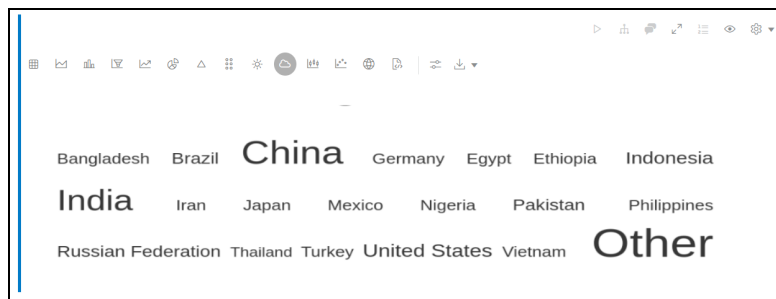 Bangladesh Brazil China Germany Egypt Ethiopia Indonesia
India Iran Japan Mexico Nigeria Pakistan Philippines
Russian Federation Thailand Turkey United States Vietnam Other